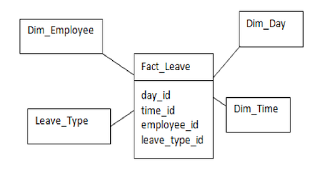 Dim_Employee
Dim_Day
Fact_Leave
day_id
time_id
employee_id
leave_type_id
Leave_Type
Dim_Time